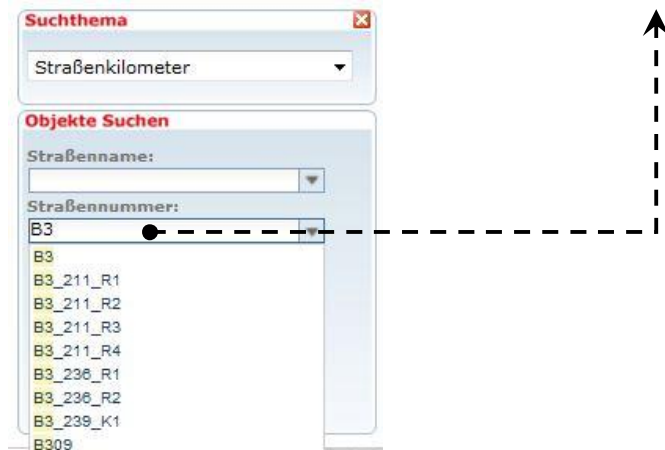 Suchthema
Straßenkilometer
Objekte Suchen
Straßenname:
Straßennummer:
B3
B3
B3_211_R1
B3_211_R2
B3_211_R3
B3_211_R4
B3_236_R1
B3_236_R2
B3_239_K1
B309